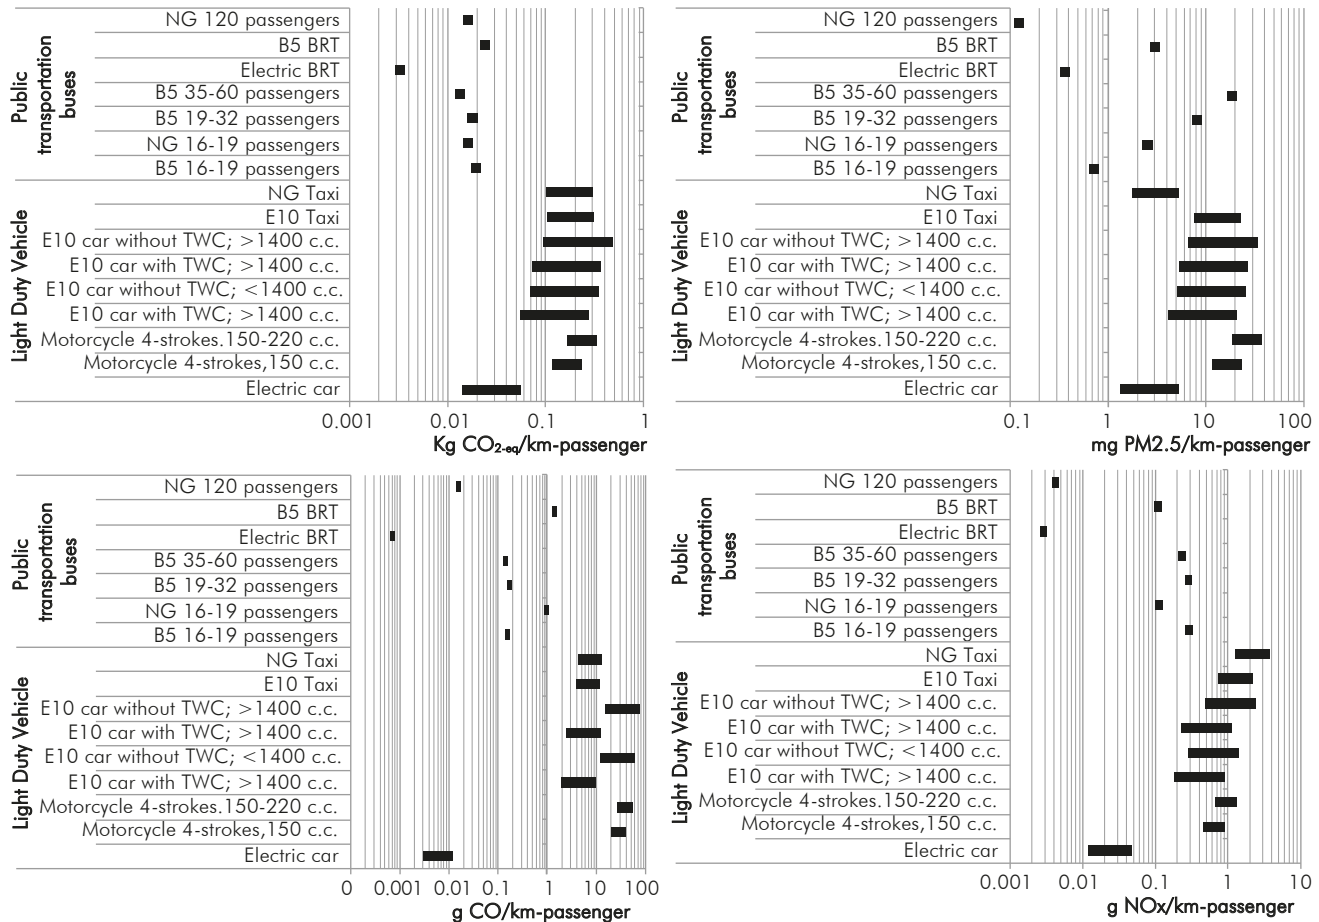 Public
transportation
buses
NG 120 passengers
B5 BRT
Electric BRT
B5 35-60 passengers
B5 19-32 passengers
NG 16-19 passengers
B5 16-19 passengers
Light Duty Vehicle
NG Taxi
E10 Taxi
E10 car without TWC; >1400 c.c.
E10 car with TWC; >1400 c.c.
E10 car without TWC; <1400 c.c.
E10 car with TWC; >1400 c.c.
Motorcycle 4-strokes.150-220 c.c.
Motorcycle 4-strokes,150 c.c.
Electric car
0.001 0.01 0.1 1
Kg CO2-eq/km-passenger
Public
transportation
buses
NG 120 passengers
B5 BRT
Electric BRT
B5 35-60 passengers
B5 19-32 passengers
NG 16-19 passengers
B5 16-19 passengers
Light Duty Vehicle
NG Taxi
E10 Taxi
E10 car without TWC; >1400 c.c.
E10 car with TWC; >1400 c.c.
E10 car without TWC; <1400 c.c.
E10 car with TWC; >1400 c.c.
Motorcycle 4-strokes.150-220 c.c.
Motorcycle 4-strokes,150 c.c.
Electric car
0.1 1 10 100
mg PM2.5/km-passenger
Public
transportation
buses
NG 120 passengers
B5 BRT
Electric BRT
B5 35-60 passengers
B5 19-32 passengers
NG 16-19 passengers
B5 16-19 passengers
Light Duty Vehicle
NG Taxi
E10 Taxi
E10 car without TWC; >1400 c.c.
E10 car with TWC; >1400 c.c.
E10 car without TWC; <1400 c.c.
E10 car with TWC; >1400 c.c.
Motorcycle 4-strokes.150-220 c.c.
Motorcycle 4-strokes,150 c.c.
Electric car
0 0.001 0.01 0.1 1 10 100
g CO/km-passenger
Public
transportation
buses
NG 120 passengers
B5 BRT
Electric BRT
B5 35-60 passengers
B5 19-32 passengers
NG 16-19 passengers
B5 16-19 passengers
Light Duty Vehicle
NG Taxi
E10 Taxi
E10 car without TWC; >1400 c.c.
E10 car with TWC; >1400 c.c.
E10 car without TWC; <1400 c.c.
E10 car with TWC; >1400 c.c.
Motorcycle 4-strokes.150-220 c.c.
Motorcycle 4-strokes,150 c.c.
Electric car
0.001 0.01 0.1 1 10
g NOx/km-passenger